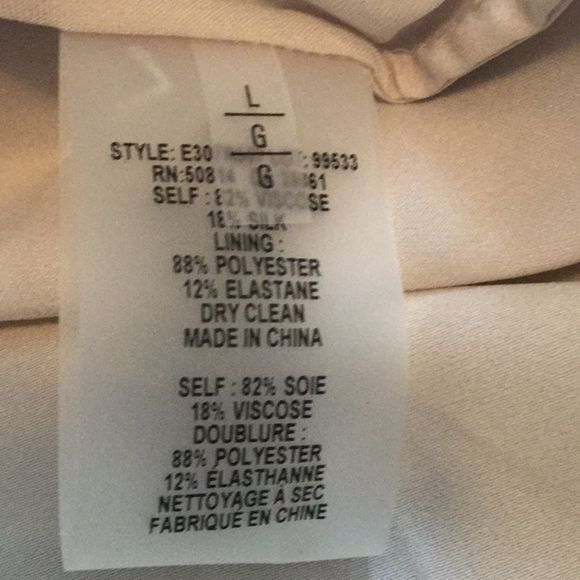 L
G
G
STYLE: E30 : 99533
RN:508 61
SELF : 82% VISCOSE
18% SILK
LINING :
88% POLYESTER
12% ELASTANE
DRY CLEAN
MADE IN CHINA
SELF : 82% SOIE
18% VISCOSE
DOUBLURE :
88% POLYESTER
12% ELASTHANNE
NETTOYAGE À SEC
FABRIQUÉ EN CHINE